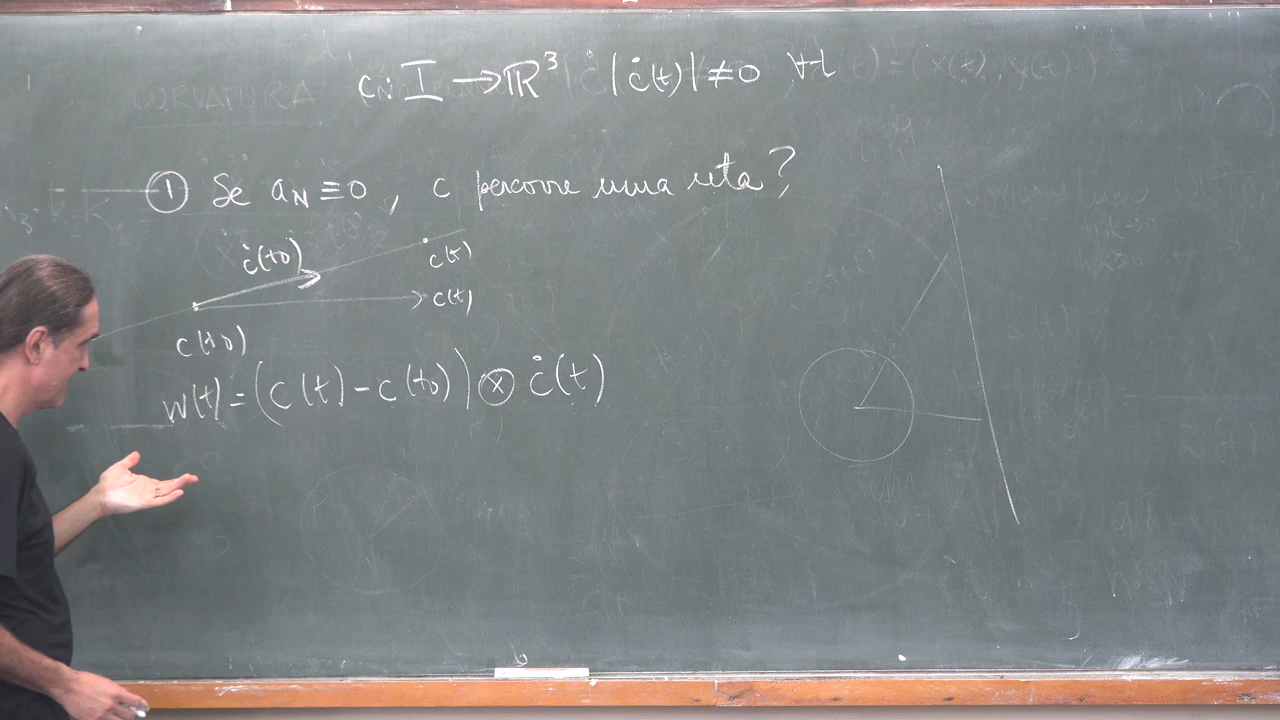 c: I → ℝ³ |ċ(t)| ≠ 0 ∀t
① Se a_N ≡ 0, c percorre uma reta?
ċ(t₀) ċ(t)
c(t)
c(t₀)
w(t) = (c(t) - c(t₀)) ⊗ ċ(t)